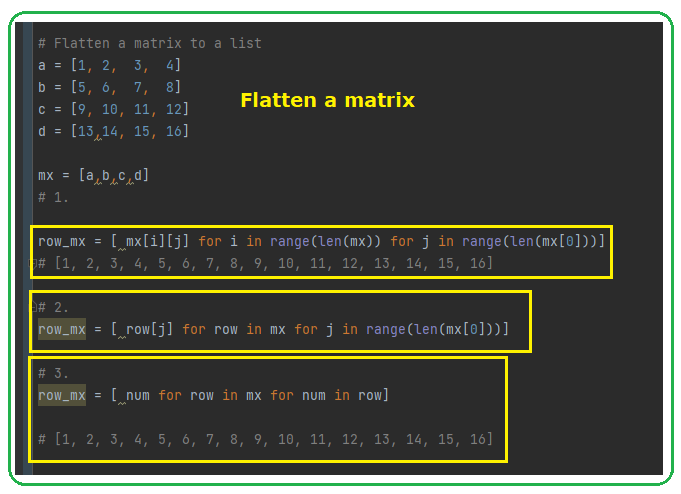 # Flatten a matrix to a list
a = [1, 2,  3,  4]
b = [5, 6,  7,  8]
c = [9, 10, 11, 12]
d = [13,14, 15, 16]
Flatten a matrix
mx = [a,b,c,d]
# 1.
row_mx = [ mx[i][j] for i in range(len(mx)) for j in range(len(mx[0]))]
# [1, 2, 3, 4, 5, 6, 7, 8, 9, 10, 11, 12, 13, 14, 15, 16]
# 2.
row_mx = [ row[j] for row in mx for j in range(len(mx[0]))]
# 3.
row_mx = [ num for row in mx for num in row]
# [1, 2, 3, 4, 5, 6, 7, 8, 9, 10, 11, 12, 13, 14, 15, 16]